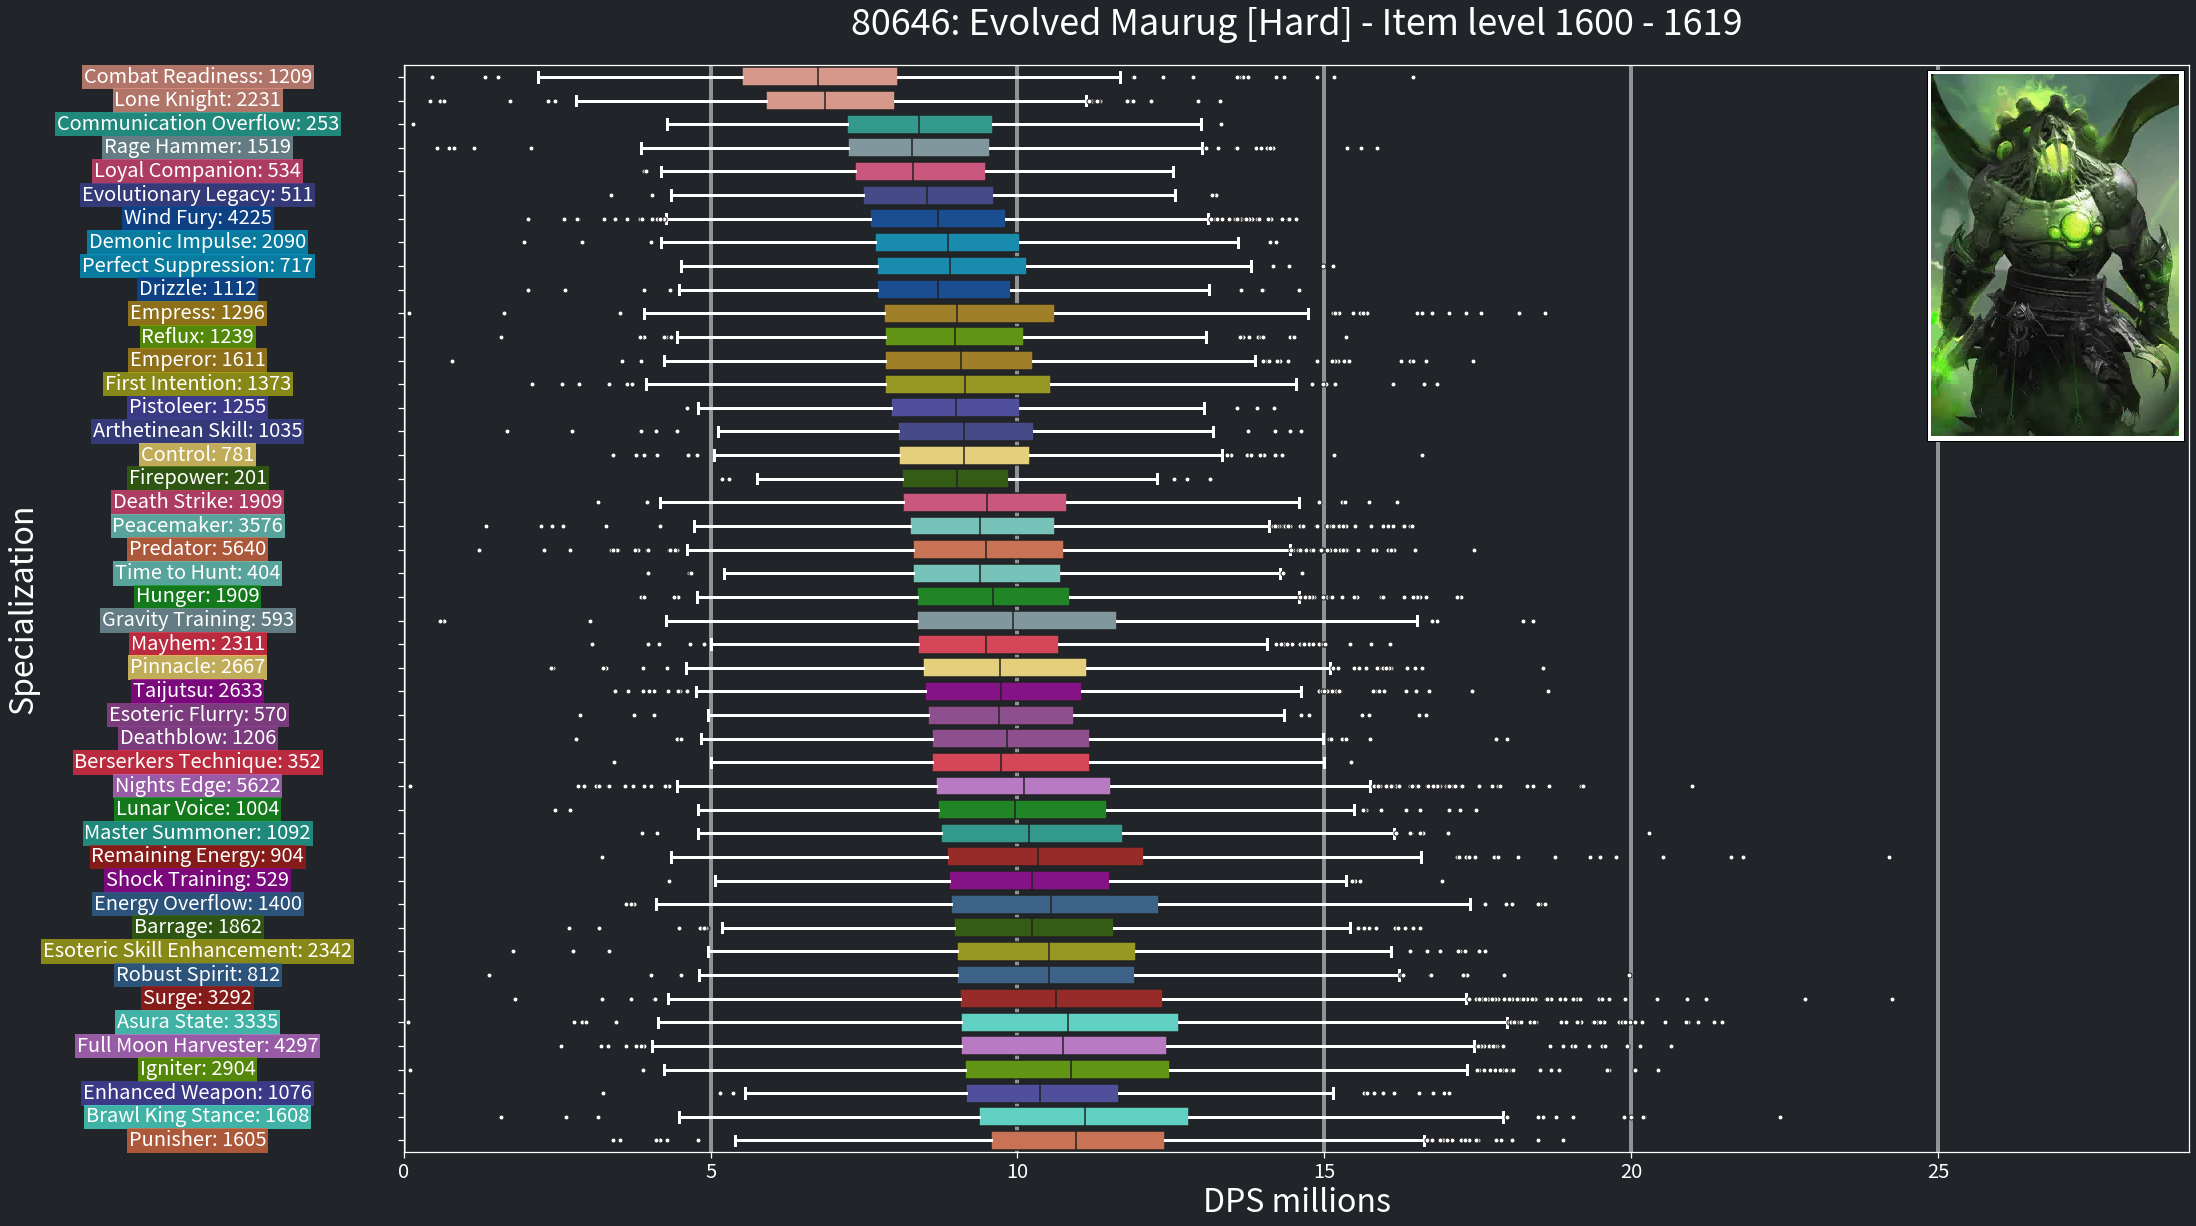 80646: Evolved Maurug [Hard] - Item level 1600 - 1619
Combat Readiness: 1209
Lone Knight: 2231
Communication Overflow: 253
Rage Hammer: 1519
Loyal Companion: 534
Evolutionary Legacy: 511
Wind Fury: 4225
Demonic Impulse: 2090
Perfect Suppression: 717
Drizzle: 1112
Empress: 1296
Reflux: 1239
Emperor: 1611
First Intention: 1373
Pistoleer: 1255
Arthetinean Skill: 1035
Control: 781
Firepower: 201
Death Strike: 1909
Peacemaker: 3576
Predator: 5640
Time to Hunt: 404
Hunger: 1909
Gravity Training: 593
Mayhem: 2311
Pinnacle: 2667
Taijutsu: 2633
Esoteric Flurry: 570
Deathblow: 1206
Berserkers Technique: 352
Nights Edge: 5622
Lunar Voice: 1004
Master Summoner: 1092
Remaining Energy: 904
Shock Training: 529
Energy Overflow: 1400
Barrage: 1862
Esoteric Skill Enhancement: 2342
Robust Spirit: 812
Surge: 3292
Asura State: 3335
Full Moon Harvester: 4297
Igniter: 2904
Enhanced Weapon: 1076
Brawl King Stance: 1608
Punisher: 1605
Specialization
0 5 10 15 20 25
DPS millions